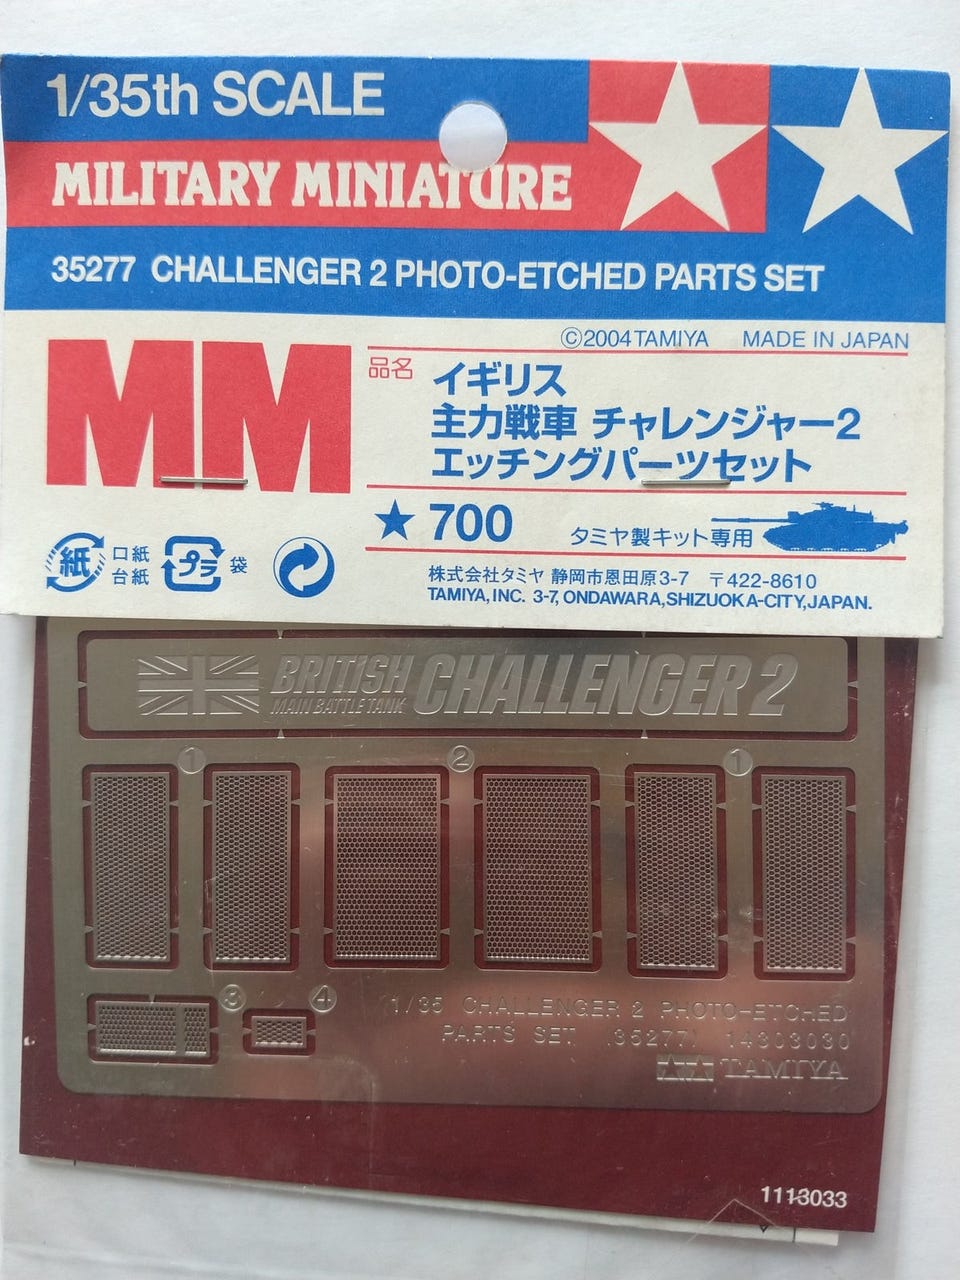 1/35th SCALE
MILITARY MINIATURE
35277 CHALLENGER 2 PHOTO-ETCHED PARTS SET
©2004 TAMIYA MADE IN JAPAN
MM
品名
イギリス
主力戦車 チャレンジャー2
エッチングパーツセット
★700
タミヤ製キット専用
紙
口紙
台紙
プラ
袋
株式会社タミヤ 静岡市恩田原3-7 〒422-8610
TAMIYA, INC. 3-7, ONDAWARA, SHIZUOKA-CITY, JAPAN.
BRITISH
MAIN BATTLE TANK
CHALLENGER 2
① ② ①
③ ④
1/35 CHALLENGER 2 PHOTO-ETCHED
PARTS SET (35277) 14303030
TAMIYA
1113033